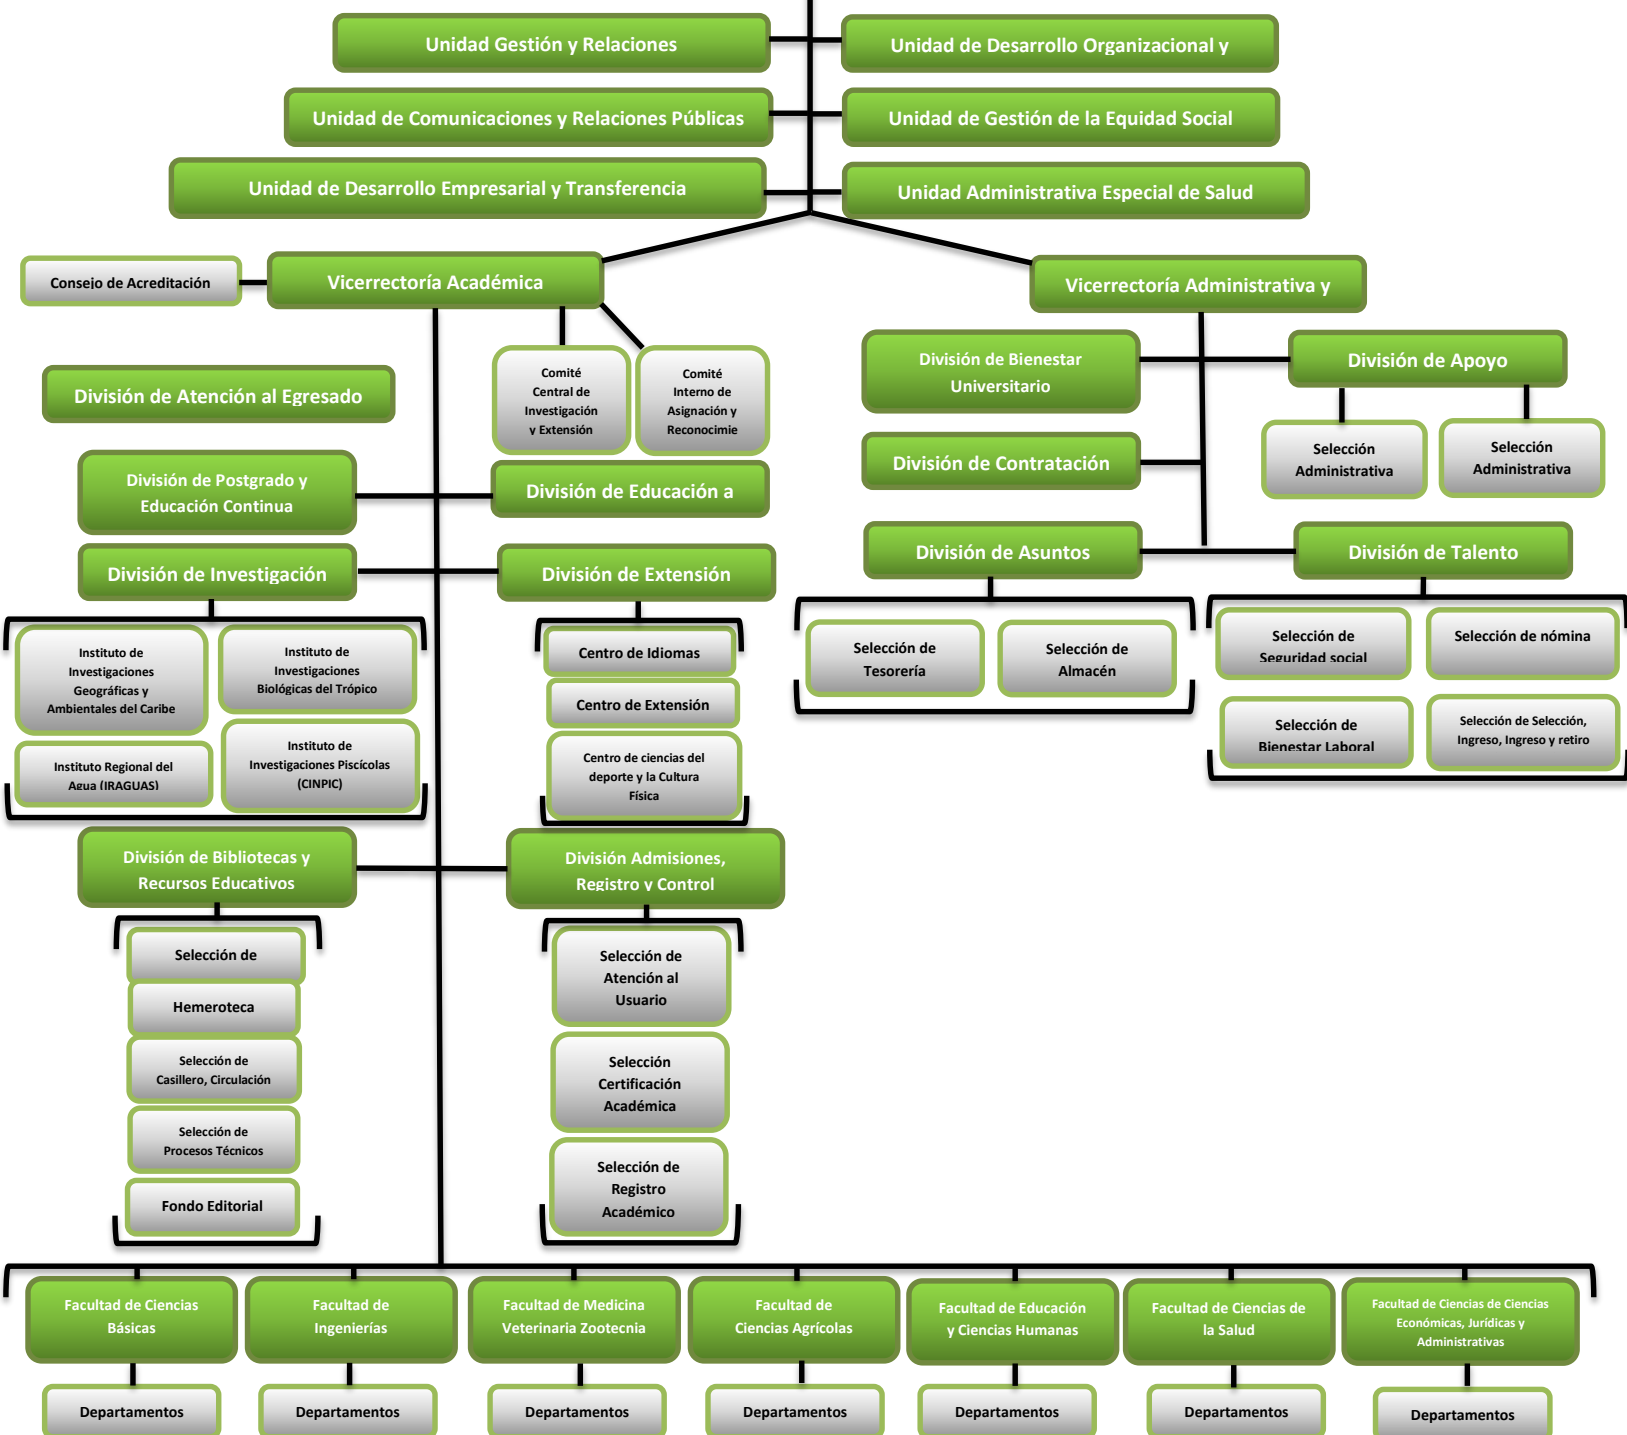 Unidad Gestión y Relaciones
Unidad de Desarrollo Organizacional y
Unidad de Comunicaciones y Relaciones Públicas
Unidad de Gestión de la Equidad Social
Unidad de Desarrollo Empresarial y Transferencia
Unidad Administrativa Especial de Salud
Consejo de Acreditación
Vicerrectoría Académica
Vicerrectoría Administrativa y
Comité
Central de
Investigación
y Extensión
Comité
Interno de
Asignación y
Reconocimie
División de Atención al Egresado
División de Postgrado y
Educación Continua
División de Educación a
División de Investigación
División de Extensión
Instituto de
Investigaciones
Geográficas y
Ambientales del Caribe
Instituto de
Investigaciones
Biológicas del Trópico
Instituto Regional del
Agua (IRAGUAS)
Instituto de
Investigaciones Piscícolas
(CINPIC)
Centro de Idiomas
Centro de Extensión
Centro de ciencias del
deporte y la Cultura
Física
División de Bibliotecas y
Recursos Educativos
División Admisiones,
Registro y Control
Selección de
Hemeroteca
Selección de
Casillero, Circulación
Selección de
Procesos Técnicos
Fondo Editorial
Selección de
Atención al
Usuario
Selección
Certificación
Académica
Selección de
Registro
Académico
División de Bienestar
Universitario
División de Apoyo
Selección
Administrativa
Selección
Administrativa
División de Contratación
División de Asuntos
División de Talento
Selección de
Tesorería
Selección de
Almacén
Selección de
Seguridad social
Selección de nómina
Selección de
Bienestar Laboral
Selección de Selección,
Ingreso, Ingreso y retiro
Facultad de Ciencias
Básicas
Facultad de
Ingenierías
Facultad de Medicina
Veterinaria Zootecnia
Facultad de
Ciencias Agrícolas
Facultad de Educación
y Ciencias Humanas
Facultad de Ciencias de
la Salud
Facultad de Ciencias de Ciencias
Económicas, Jurídicas y
Administrativas
Departamentos
Departamentos
Departamentos
Departamentos
Departamentos
Departamentos
Departamentos